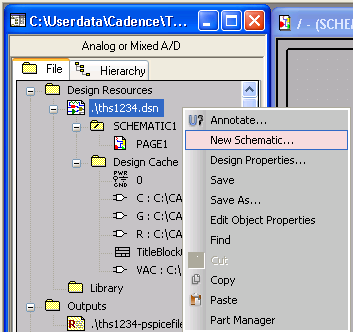 C:\Userdata\Cadence\T...
/ - (SCHE
Analog or Mixed A/D
File
Hierarchy
Design Resources
.\ths1234.dsn
SCHEMATIC1
PAGE1
Design Cache
PWR
GND
0
C : C:\CA
G : C:\CA
R : C:\CA
TitleBlock
VAC : C:\
Library
Outputs
.\ths1234-pspicefile
U?
Annotate...
New Schematic...
Design Properties...
Save
Save As...
Edit Object Properties
Find
Cut
Copy
Paste
Part Manager